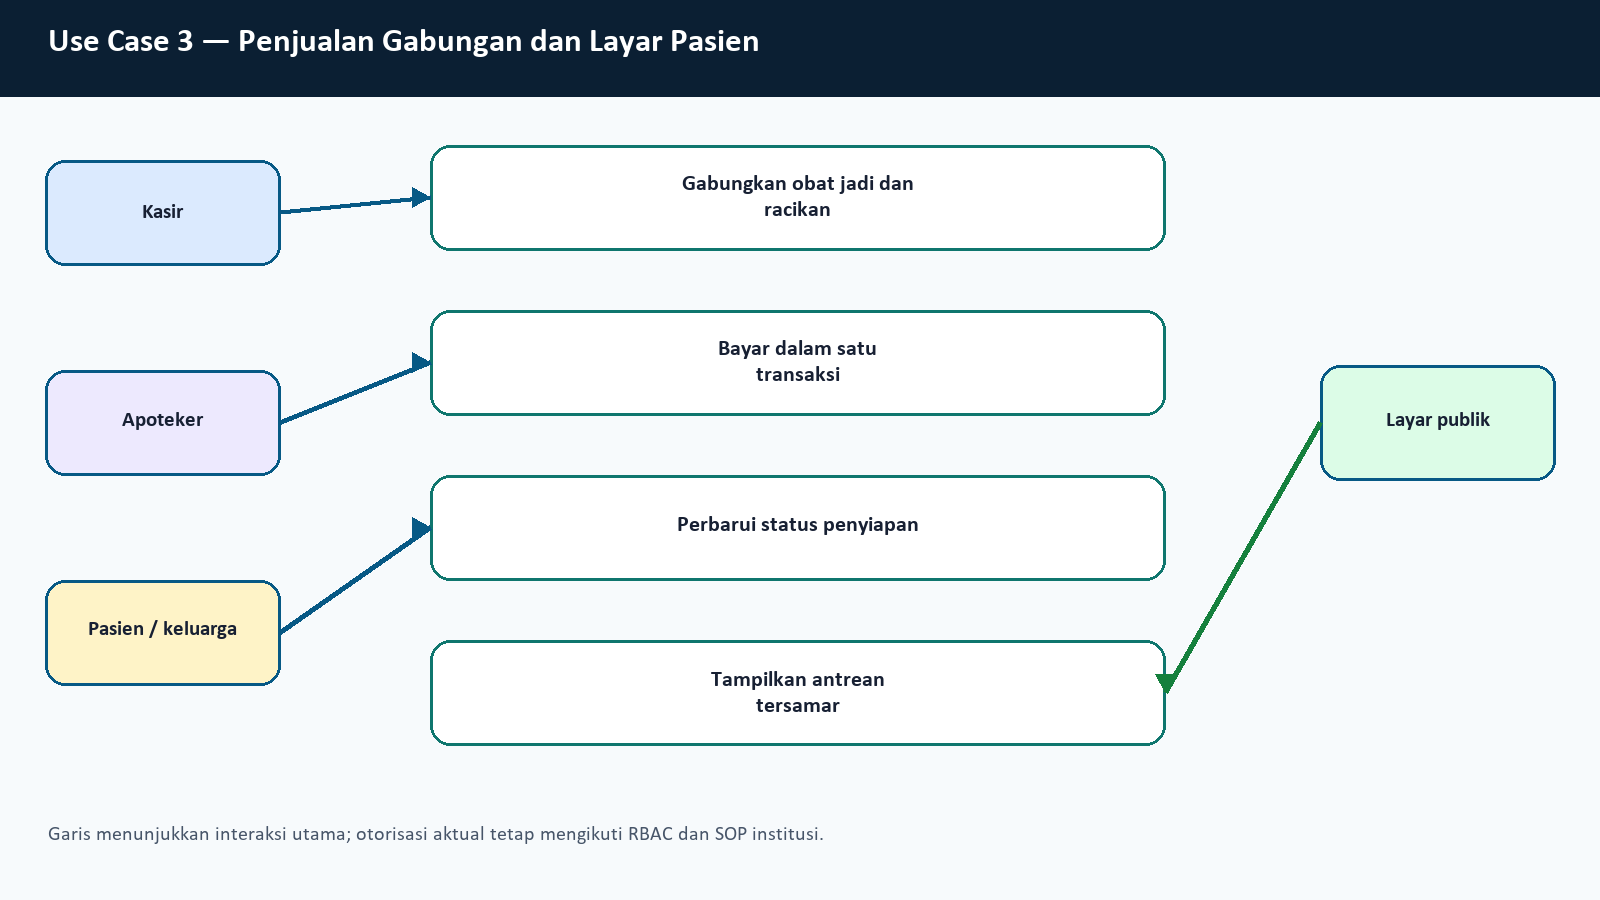 Use Case 3 — Penjualan Gabungan dan Layar Pasien
Kasir
Gabungkan obat jadi dan
racikan
Apoteker
Bayar dalam satu
transaksi
Layar publik
Pasien / keluarga
Perbarui status penyiapan
Tampilkan antrean
tersamar
Garis menunjukkan interaksi utama; otorisasi aktual tetap mengikuti RBAC dan SOP institusi.